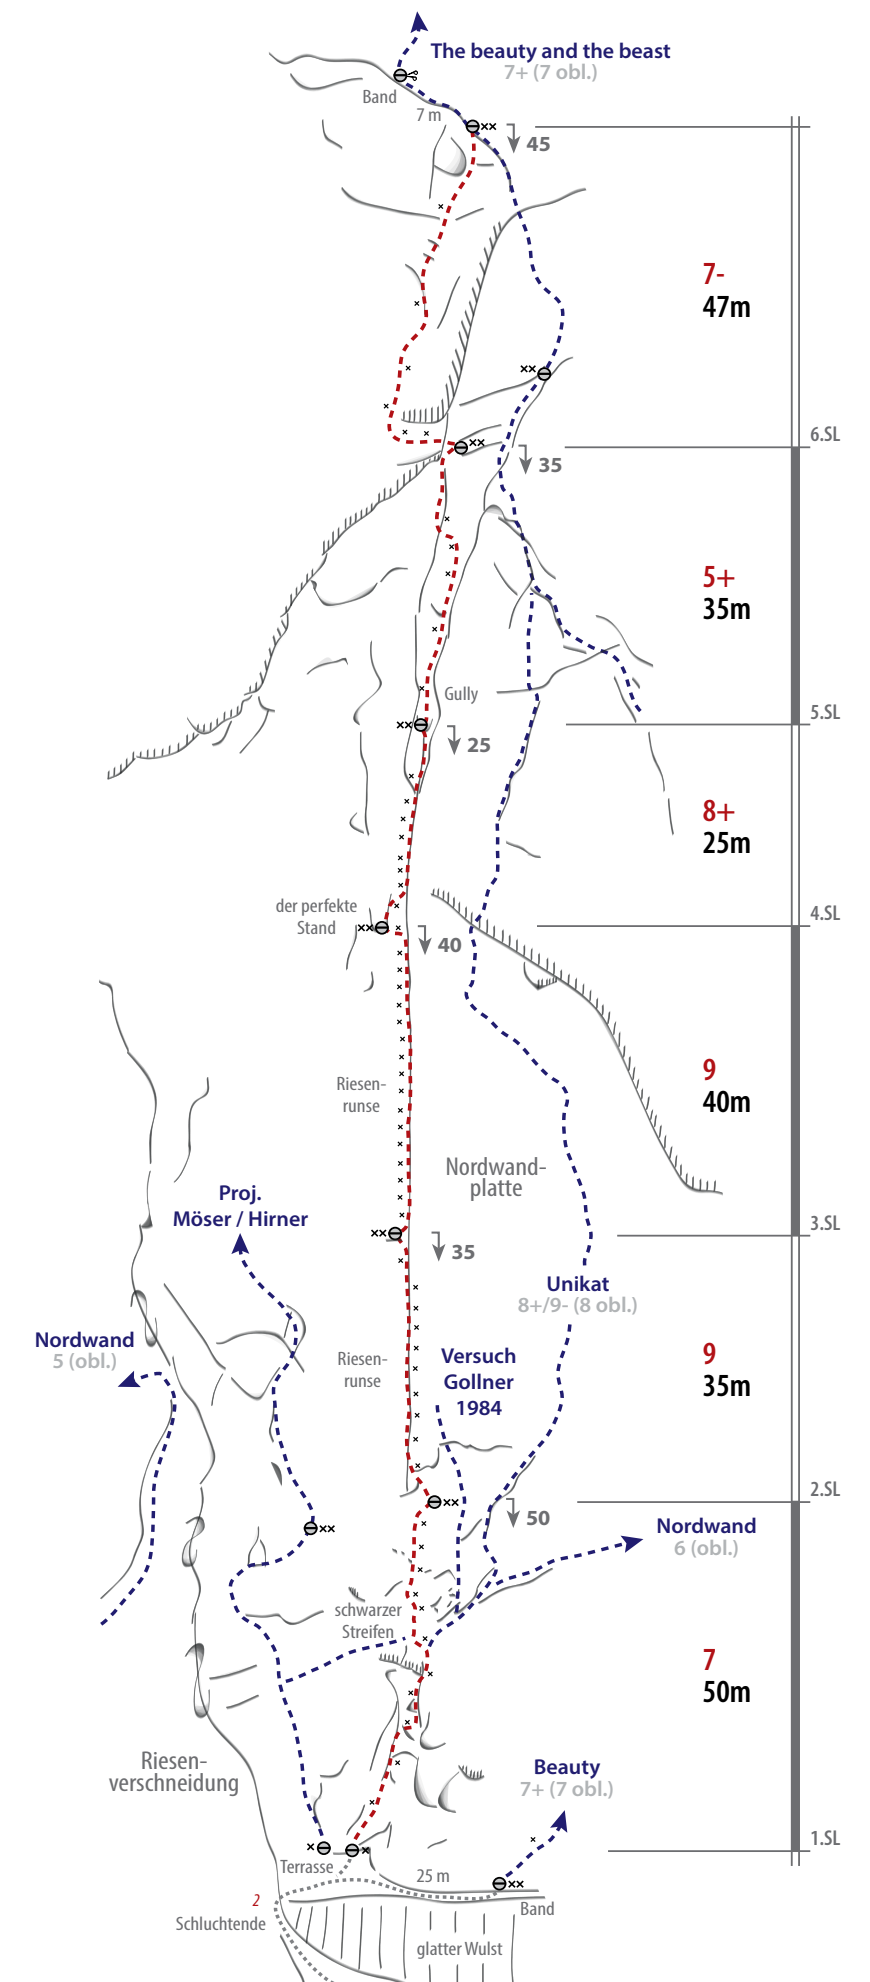 The beauty and the beast
7+ (7 obl.)
Band
7 m
45
7-
47m
6.SL
35
5+
35m
Gully
5.SL
25
8+
25m
der perfekte
Stand
4.SL
40
9
40m
Riesen-
runse
Nordwand-
platte
Proj.
Möser / Hirner
3.SL
35
Unikat
8+/9- (8 obl.)
Nordwand
5 (obl.)
Riesen-
runse
Versuch
Gollner
1984
9
35m
2.SL
50
Nordwand
6 (obl.)
schwarzer
Streifen
7
50m
Riesen-
verschneidung
Beauty
7+ (7 obl.)
1.SL
Terrasse
25 m
2
Schluchtende
Band
glatter Wulst